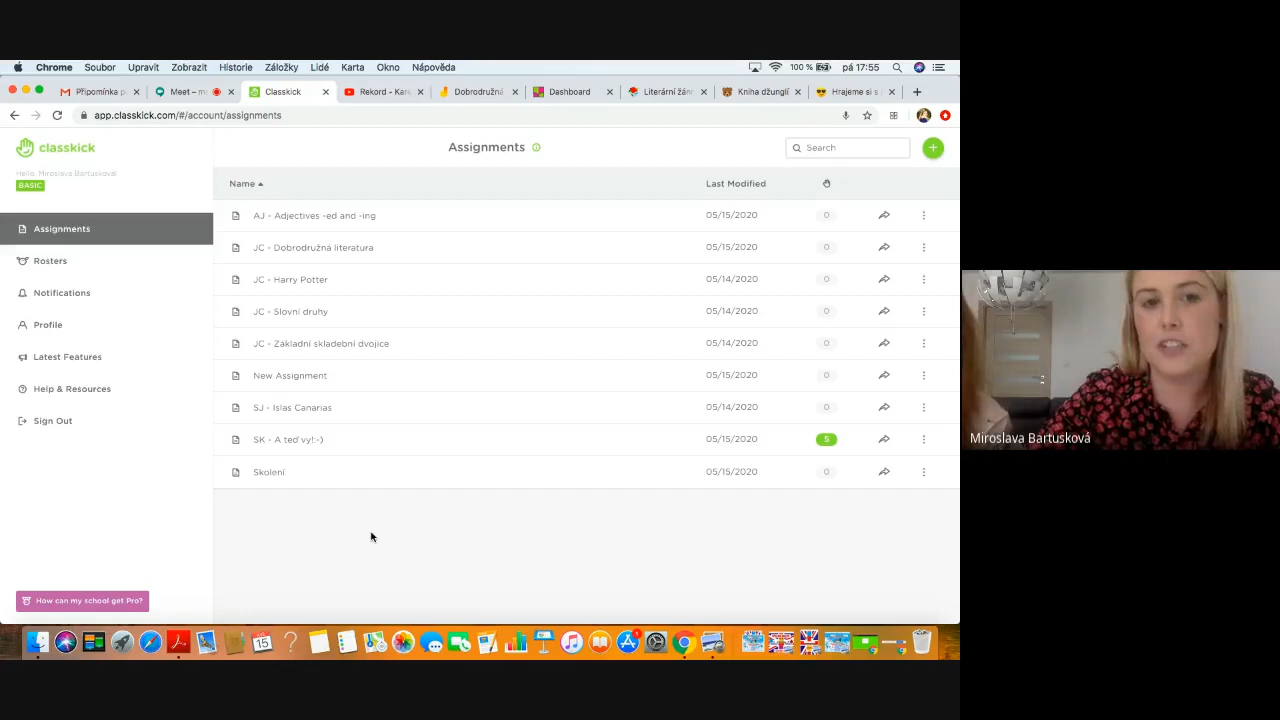 Chrome Soubor Upravit Zobrazit Historie Záložky Lidé Karta Okno Nápověda 100 % pá 17:55
Připomínka p Meet – m Classkick Rekord - Kar Dobrodružná Dashboard Literární žánr Kniha džunglí Hrajeme si s
app.classkick.com/#/account/assignments
classkick
Hello, Miroslava Bartusková!
BASIC
Assignments
Rosters
Notifications
Profile
Latest Features
Help & Resources
Sign Out
How can my school get Pro?
Assignments Search
Name Last Modified
AJ - Adjectives -ed and -ing 05/15/2020 0
JC - Dobrodružná literatura 05/15/2020 0
JC - Harry Potter 05/14/2020 0
JC - Slovní druhy 05/14/2020 0
JC - Základní skladební dvojice 05/14/2020 0
New Assignment 05/15/2020 0
SJ - Islas Canarias 05/14/2020 0
SK - A teď vy!:-) 05/15/2020 5
Skolení 05/15/2020 0
15
Miroslava Bartusková